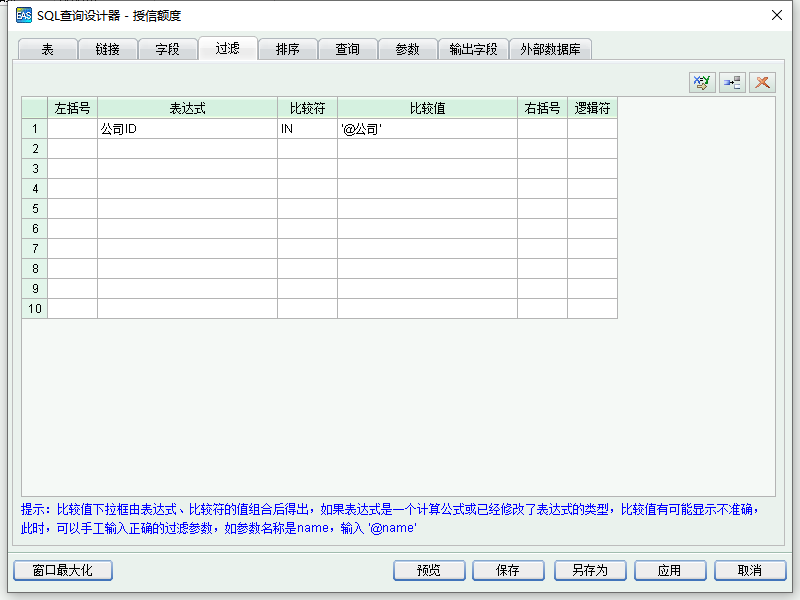 EAS SQL查询设计器 - 授信额度
表 链接 字段 过滤 排序 查询 参数 输出字段 外部数据库
左括号 表达式 比较符 比较值 右括号 逻辑符
1 公司ID IN '@公司'
2
3
4
5
6
7
8
9
10
提示：比较值下拉框由表达式、比较符的值组合后得出，如果表达式是一个计算公式或已经修改了表达式的类型，比较值有可能显示不准确，
此时，可以手工输入正确的过滤参数，如参数名称是name，输入 '@name'
窗口最大化 预览 保存 另存为 应用 取消